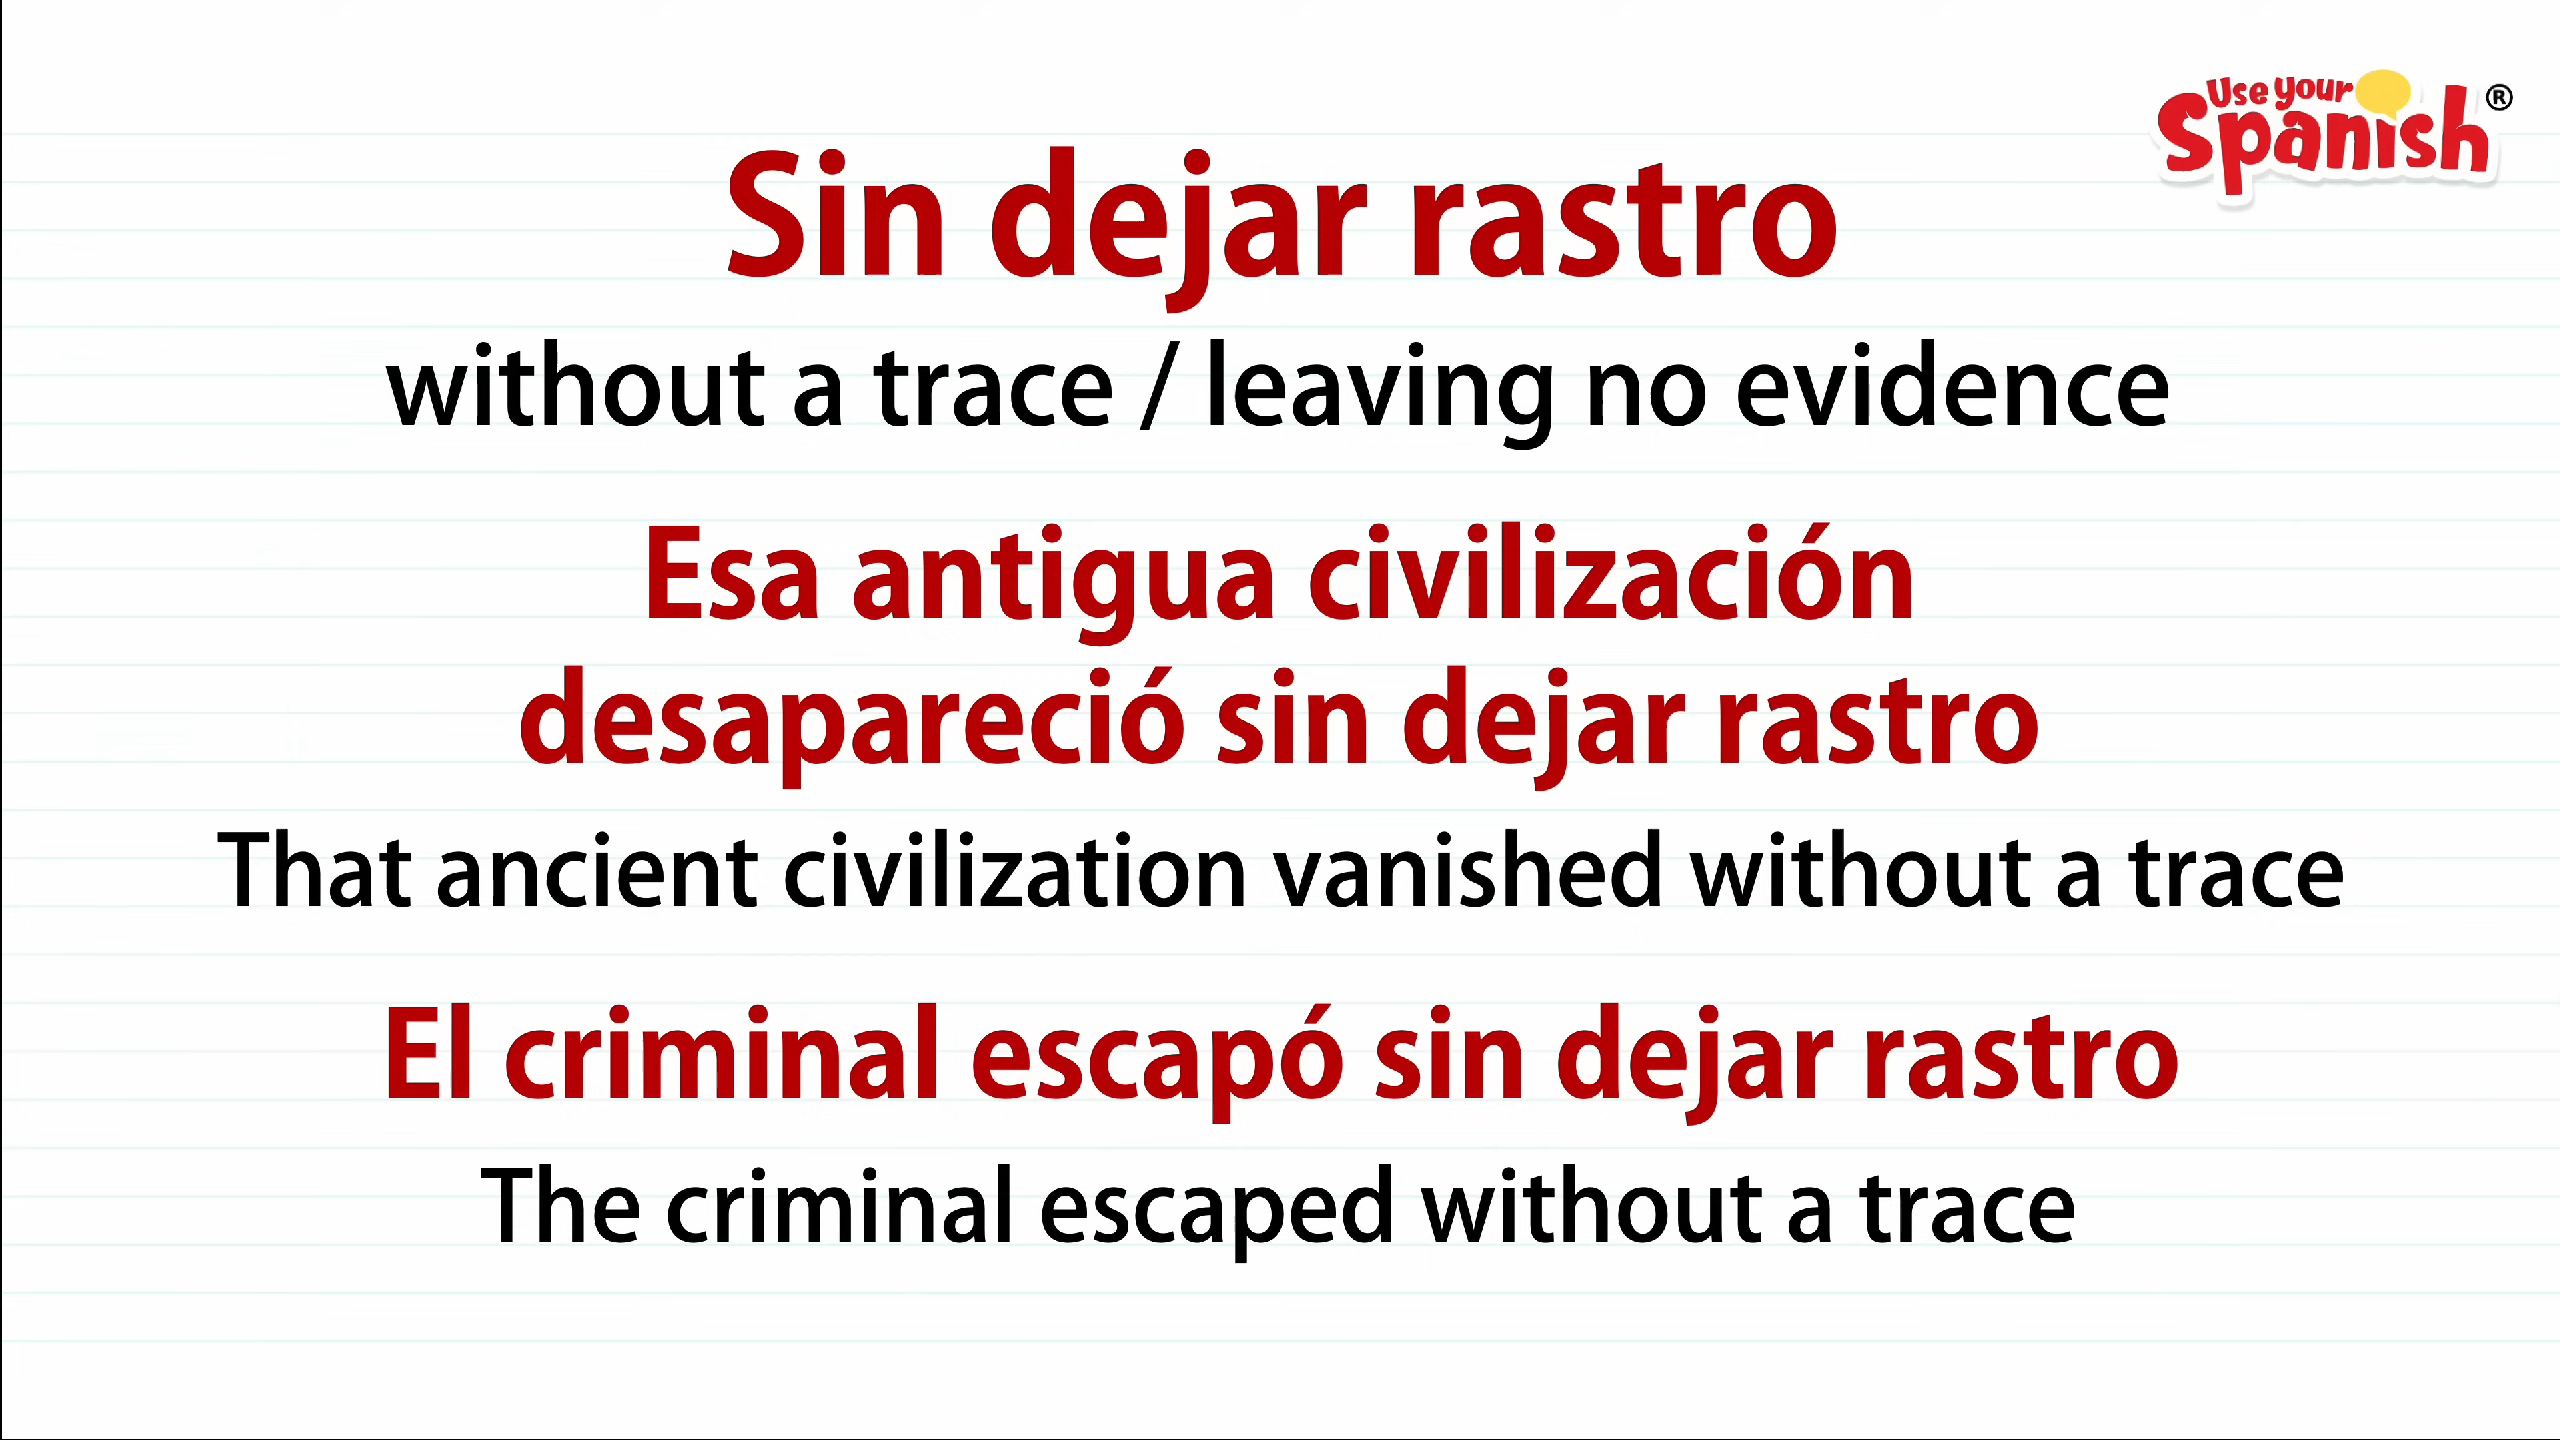 Use your
Spanish®
Sin dejar rastro
without a trace / leaving no evidence
Esa antigua civilización
desapareció sin dejar rastro
That ancient civilization vanished without a trace
El criminal escapó sin dejar rastro
The criminal escaped without a trace